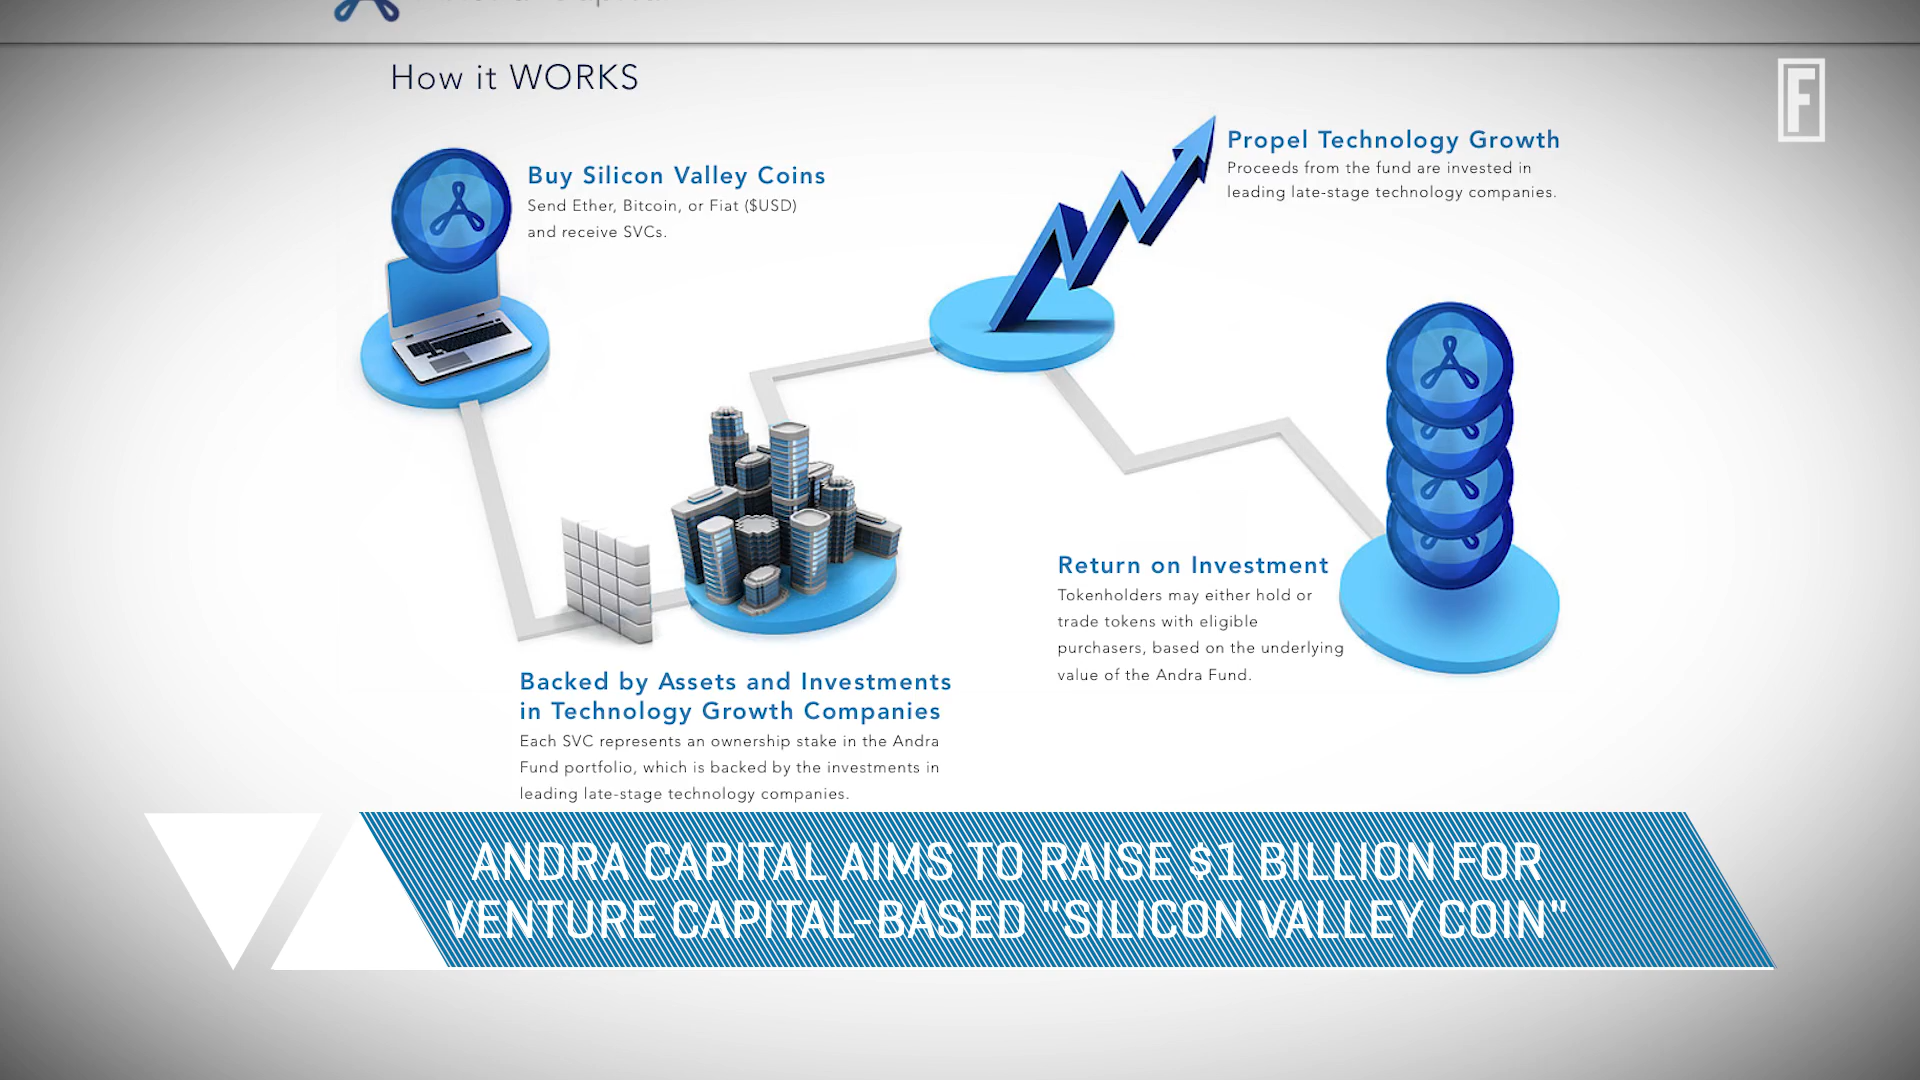 How it WORKS
Buy Silicon Valley Coins
Send Ether, Bitcoin, or Fiat ($USD)
and receive SVCs.
Propel Technology Growth
Proceeds from the fund are invested in
leading late-stage technology companies.
Backed by Assets and Investments
in Technology Growth Companies
Each SVC represents an ownership stake in the Andra
Fund portfolio, which is backed by the investments in
leading late-stage technology companies.
Return on Investment
Tokenholders may either hold or
trade tokens with eligible
purchasers, based on the underlying
value of the Andra Fund.
ANDRA CAPITAL AIMS TO RAISE $1 BILLION FOR
VENTURE CAPITAL-BASED "SILICON VALLEY COIN"
F